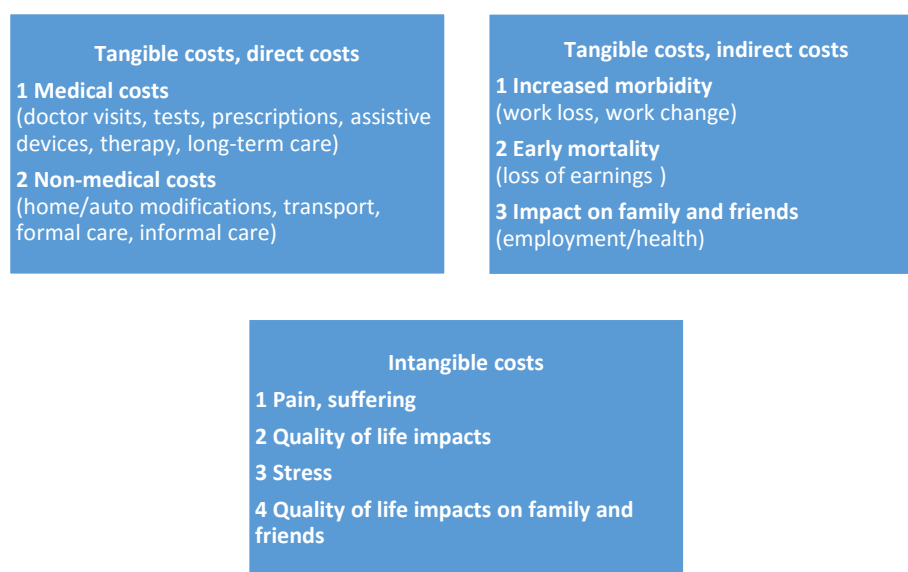 Tangible costs, direct costs
1 Medical costs
(doctor visits, tests, prescriptions, assistive
devices, therapy, long-term care)
2 Non-medical costs
(home/auto modifications, transport,
formal care, informal care)
Tangible costs, indirect costs
1 Increased morbidity
(work loss, work change)
2 Early mortality
(loss of earnings )
3 Impact on family and friends
(employment/health)
Intangible costs
1 Pain, suffering
2 Quality of life impacts
3 Stress
4 Quality of life impacts on family and
friends